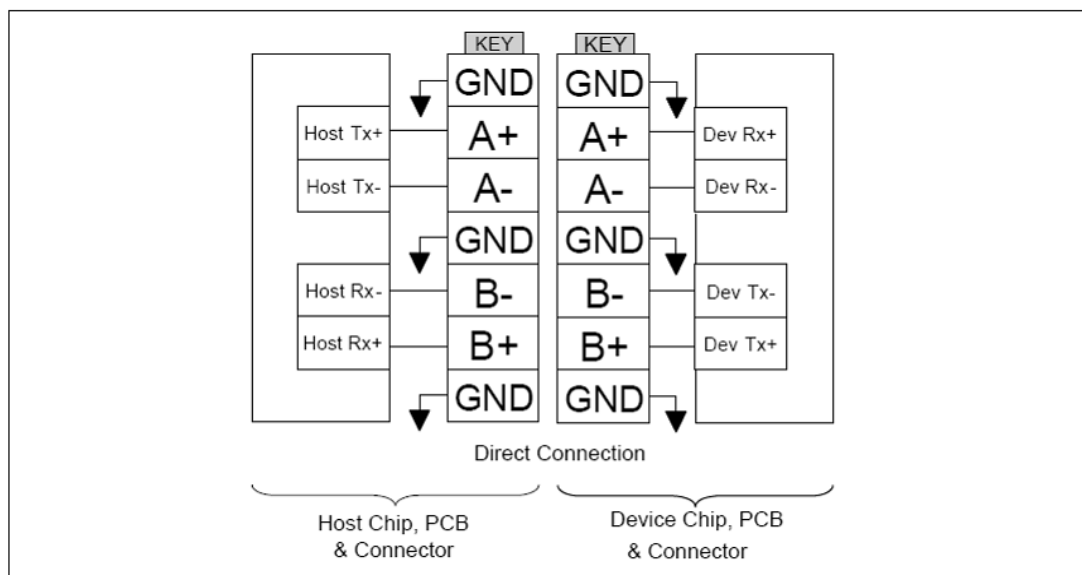 KEY KEY
GND GND
Host Tx+ A+ A+ Dev Rx+
Host Tx- A- A- Dev Rx-
GND GND
Host Rx- B- B- Dev Tx-
Host Rx+ B+ B+ Dev Tx+
GND GND
Direct Connection
Host Chip, PCB
& Connector
Device Chip, PCB
& Connector